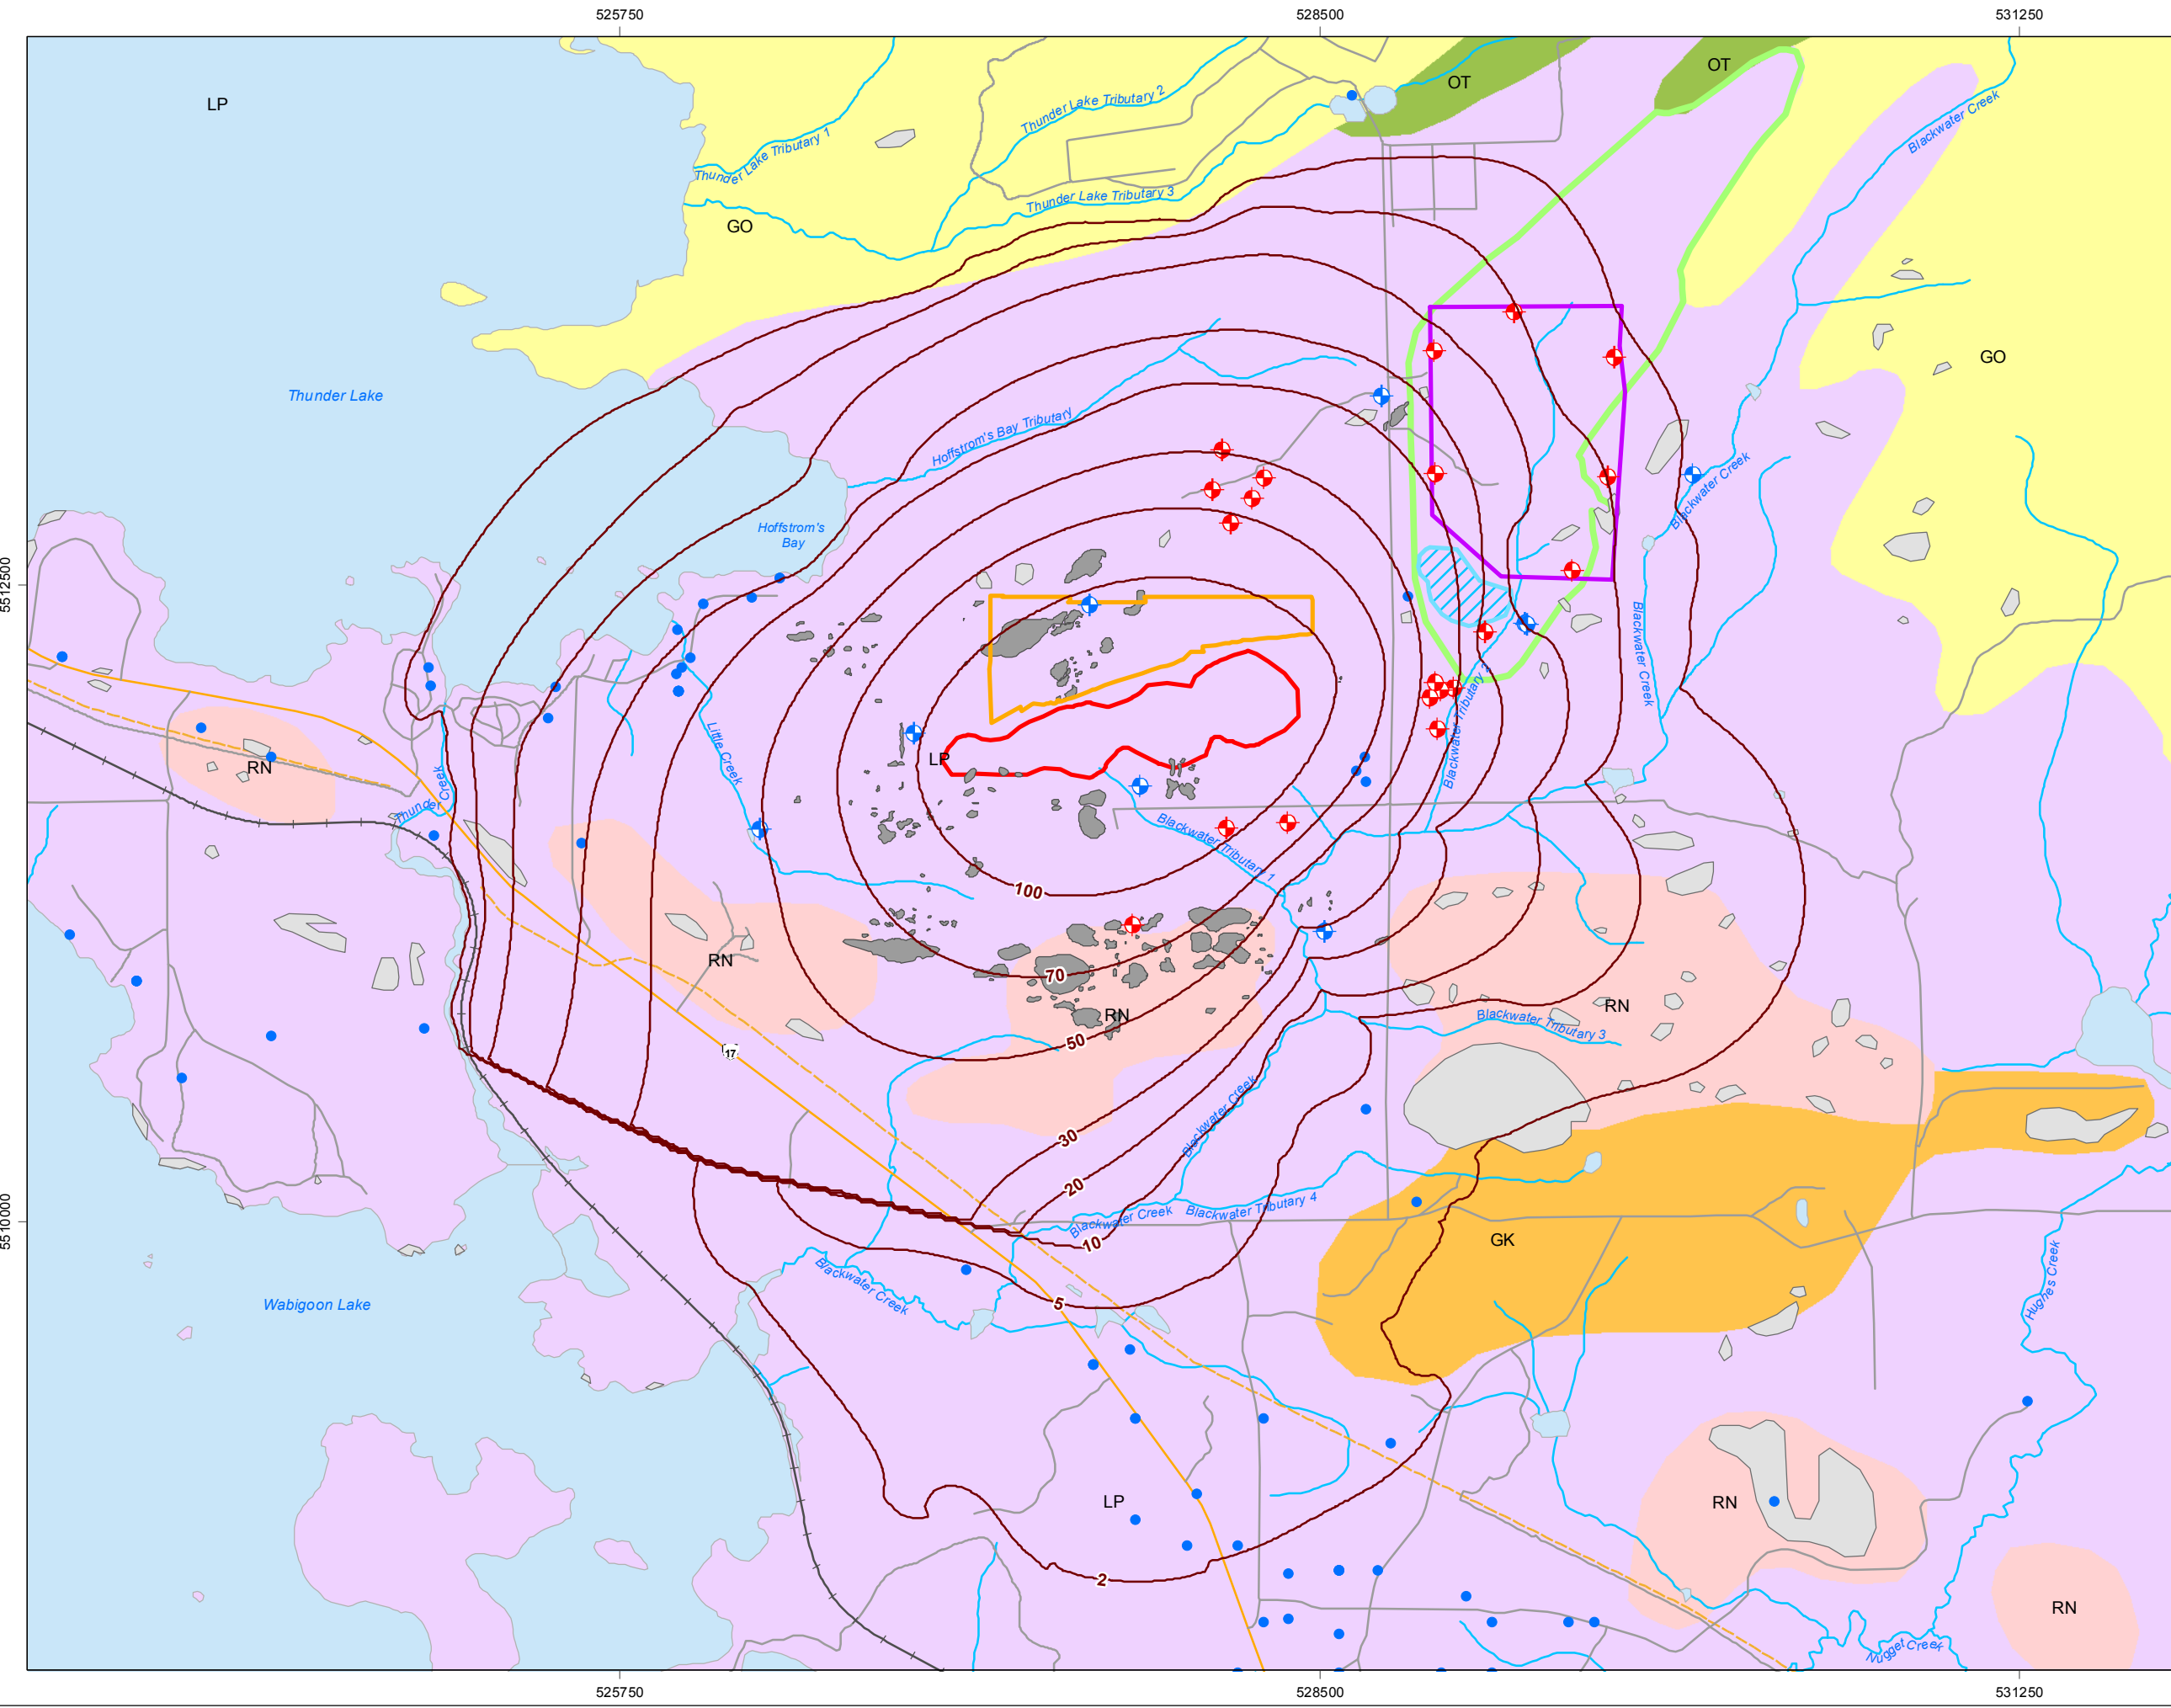 525750
528500
531250
LP
OT
OT
Thunder Lake Tributary 2
Blackwater Creek
Thunder Lake Tributary 1
Thunder Lake Tributary 3
GO
GO
Thunder Lake
Hoffstrom's Bay Tributary
Blackwater Creek
Hoffstrom's
Bay
5512500
Blackwater Creek
Blackwater Tributary 2
Little Creek
LP
RN
Thunder Creek
Blackwater Tributary 1
100
RN
70
RN
RN
Blackwater Tributary 3
50
17
Blackwater Creek
30
20
5510000
Blackwater Creek
Blackwater Tributary 4
10
GK
Blackwater Creek
Hughes Creek
Wabigoon Lake
5
LP
RN
2
RN
Nugget Creek
525750
528500
531250